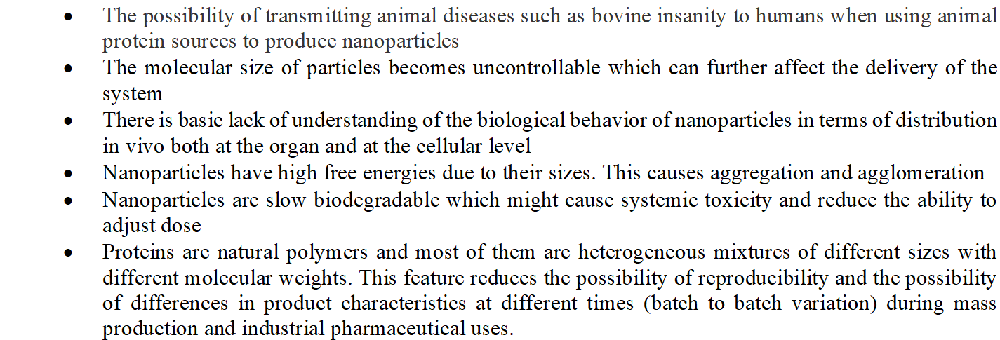 • The possibility of transmitting animal diseases such as bovine insanity to humans when using animal
protein sources to produce nanoparticles
• The molecular size of particles becomes uncontrollable which can further affect the delivery of the
system
• There is basic lack of understanding of the biological behavior of nanoparticles in terms of distribution
in vivo both at the organ and at the cellular level
• Nanoparticles have high free energies due to their sizes. This causes aggregation and agglomeration
• Nanoparticles are slow biodegradable which might cause systemic toxicity and reduce the ability to
adjust dose
• Proteins are natural polymers and most of them are heterogeneous mixtures of different sizes with
different molecular weights. This feature reduces the possibility of reproducibility and the possibility
of differences in product characteristics at different times (batch to batch variation) during mass
production and industrial pharmaceutical uses.